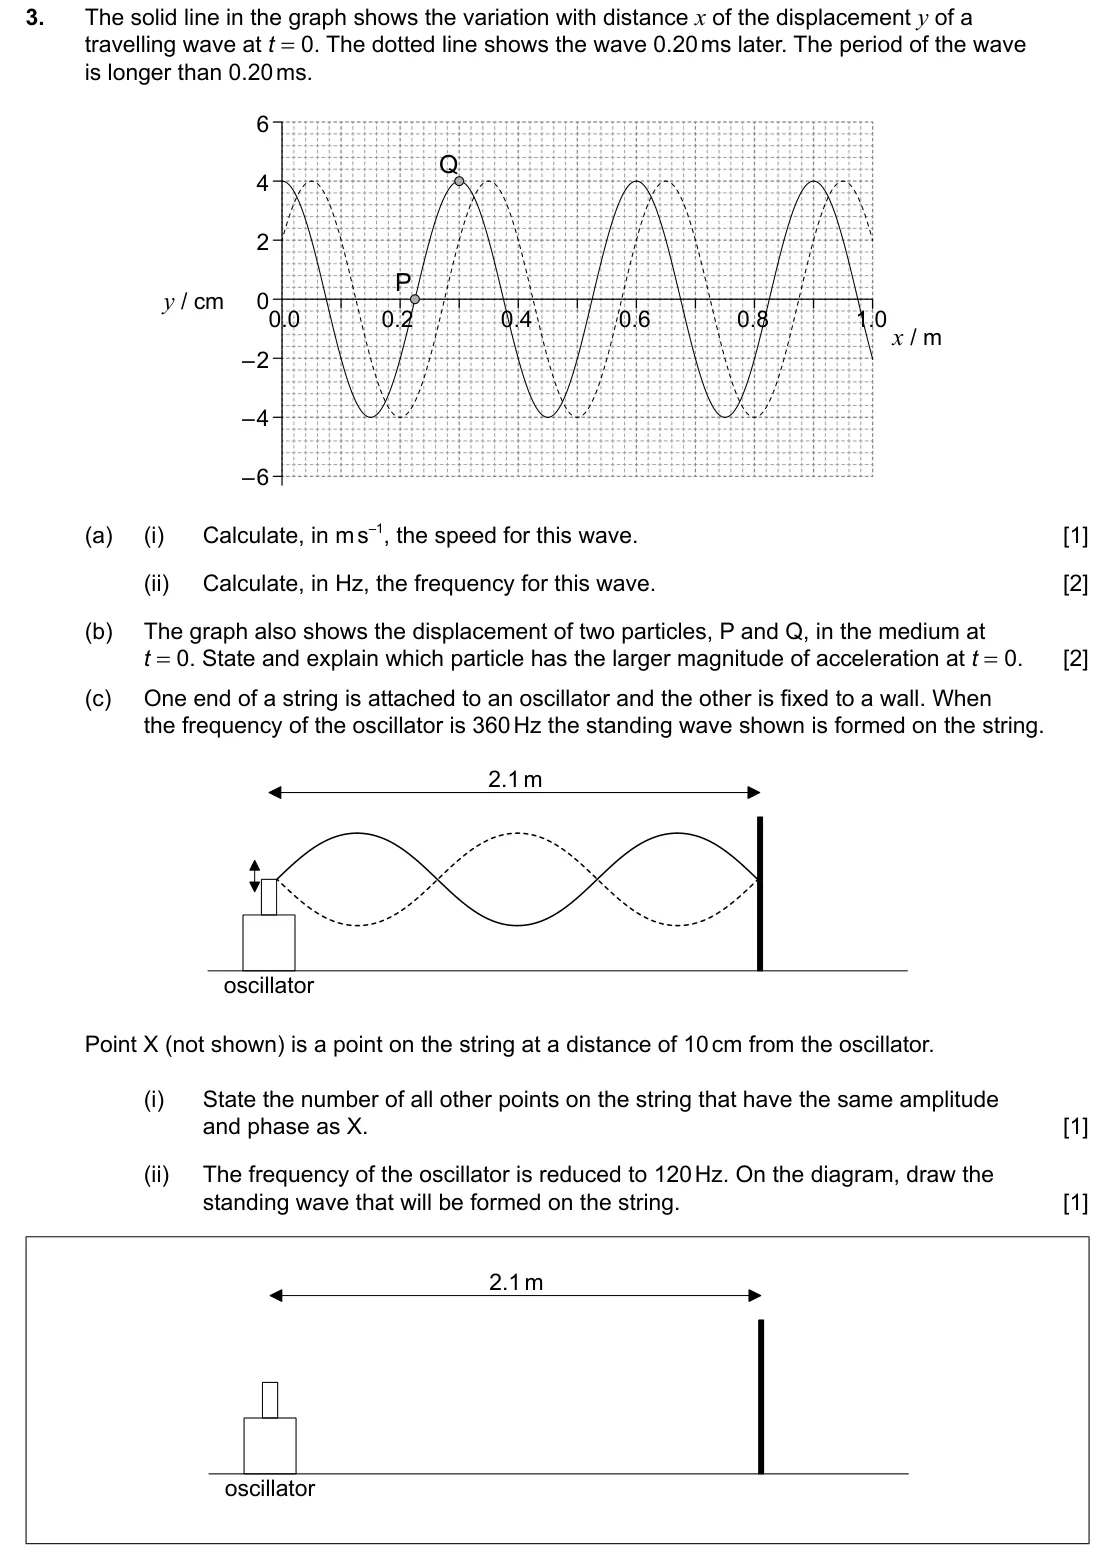 3. The solid line in the graph shows the variation with distance x of the displacement y of a
travelling wave at t = 0. The dotted line shows the wave 0.20 ms later. The period of the wave
is longer than 0.20 ms.
6
4
2
0
–2
–4
–6
y / cm
Q
P
0.0 0.2 0.4 0.6 0.8 1.0
x / m
(a) (i) Calculate, in m s⁻¹, the speed for this wave. [1]
(ii) Calculate, in Hz, the frequency for this wave. [2]
(b) The graph also shows the displacement of two particles, P and Q, in the medium at
t = 0. State and explain which particle has the larger magnitude of acceleration at t = 0. [2]
(c) One end of a string is attached to an oscillator and the other is fixed to a wall. When
the frequency of the oscillator is 360 Hz the standing wave shown is formed on the string.
2.1 m
oscillator
Point X (not shown) is a point on the string at a distance of 10 cm from the oscillator.
(i) State the number of all other points on the string that have the same amplitude
and phase as X. [1]
(ii) The frequency of the oscillator is reduced to 120 Hz. On the diagram, draw the
standing wave that will be formed on the string. [1]
2.1 m
oscillator